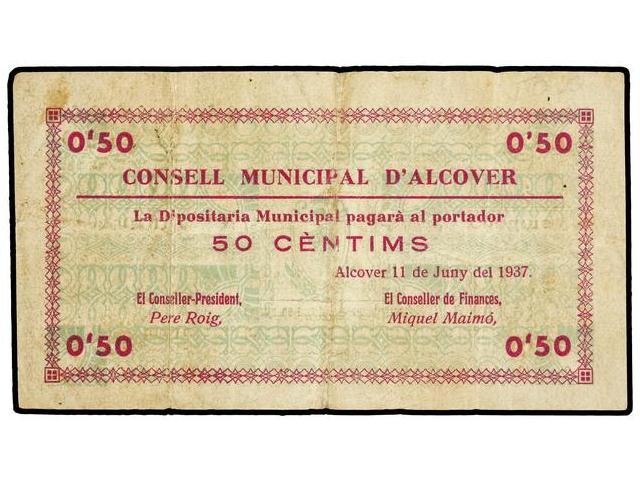 0'50 0'50
CONSELL MUNICIPAL D'ALCOVER
La D'positaria Municipal pagarà al portador
50 CÈNTIMS
Alcover 11 de Juny del 1937.
El Conseller-President, El Conseller de Finances,
Pere Roig, Miquel Maimó,
0'50 0'50